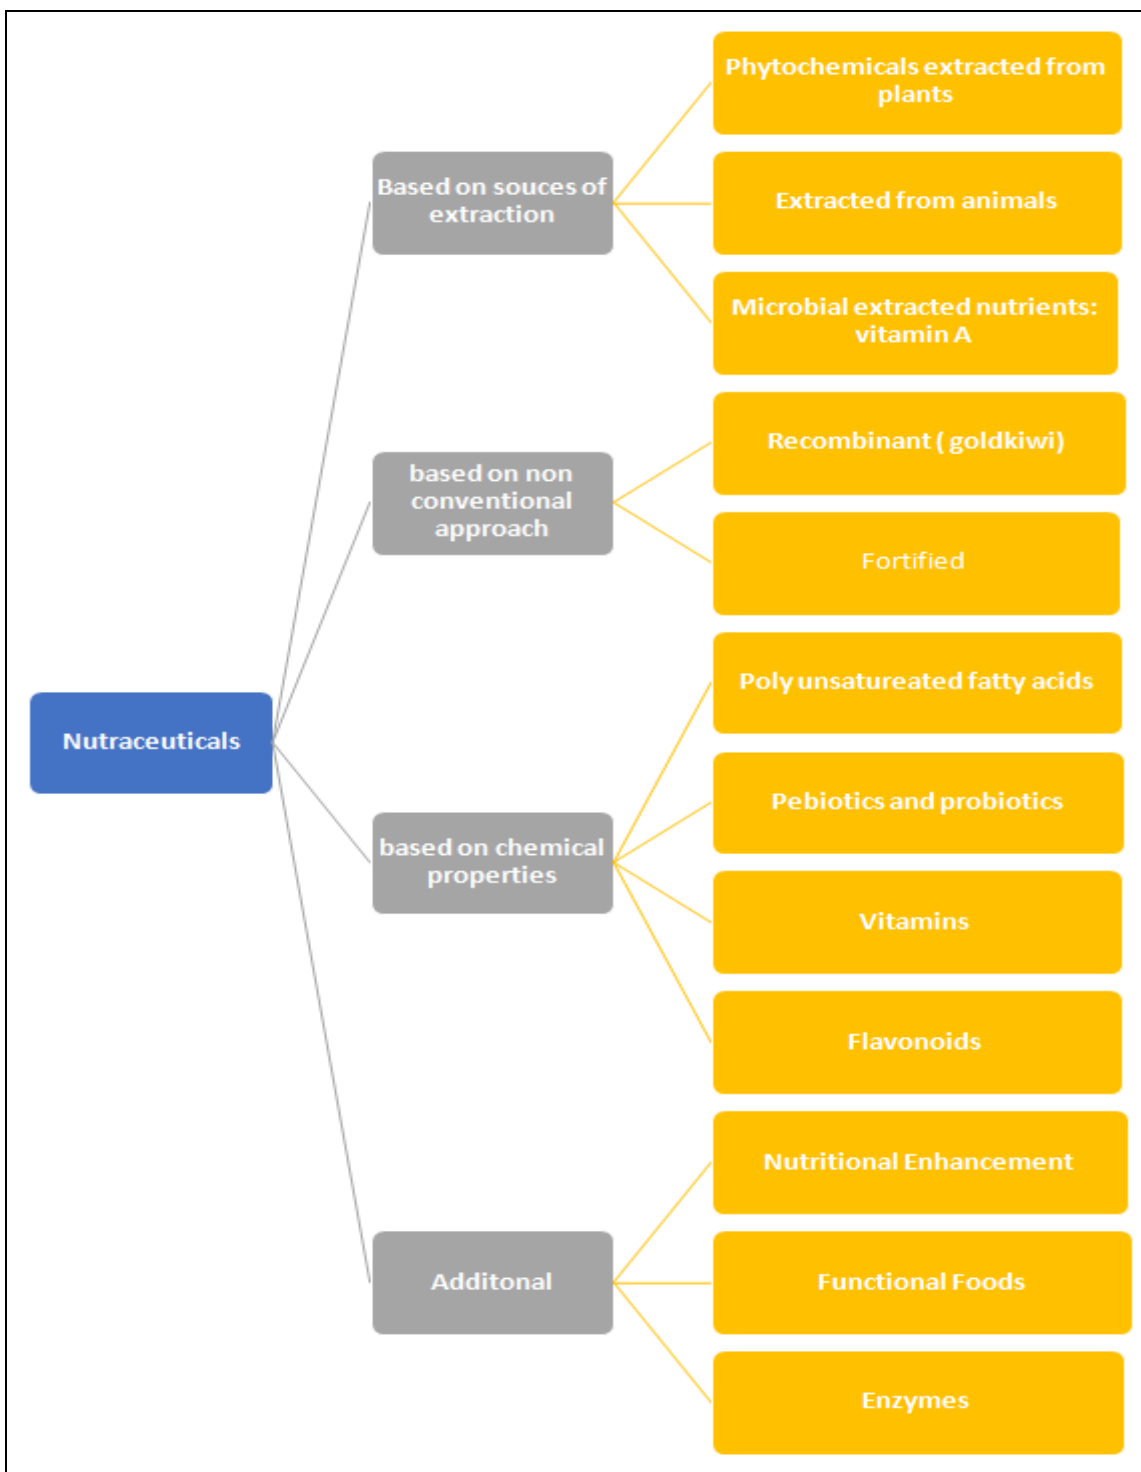 Phytochemicals extracted from
plants
Based on souces of
extraction
Extracted from animals
Microbial extracted nutrients:
vitamin A
based on non
conventional
approach
Recombinant ( goldkiwi)
Fortified
Nutraceuticals
based on chemical
properties
Poly unsatureated fatty acids
Pebiotics and probiotics
Vitamins
Flavonoids
Additonal
Nutritional Enhancement
Functional Foods
Enzymes